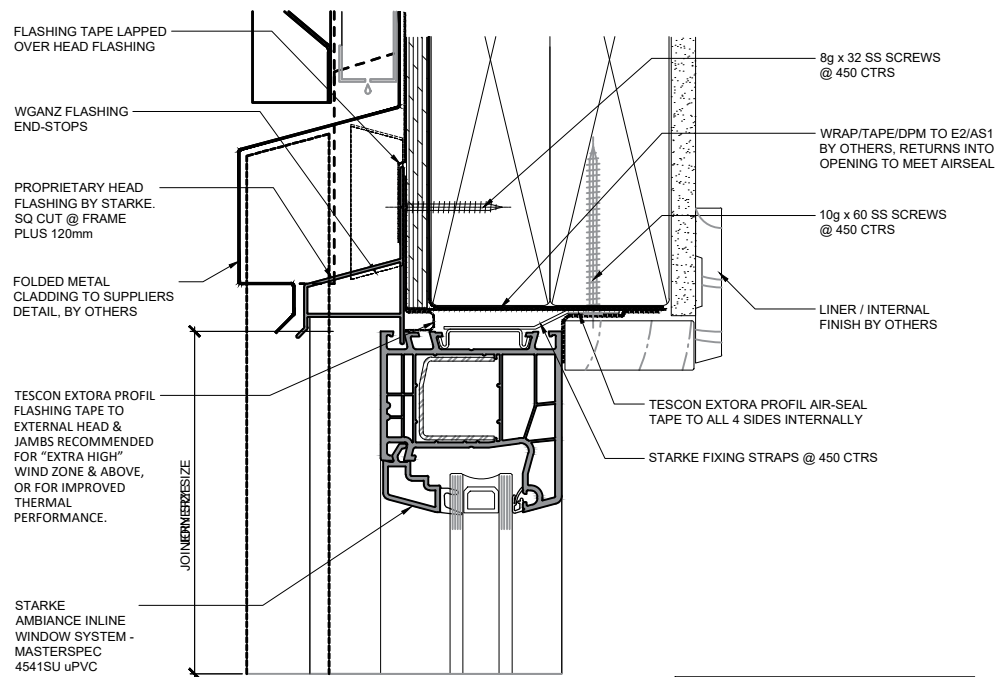 FLASHING TAPE LAPPED
OVER HEAD FLASHING
WGANZ FLASHING
END-STOPS
PROPRIETARY HEAD
FLASHING BY STARKE.
SQ CUT @ FRAME
PLUS 120mm
FOLDED METAL
CLADDING TO SUPPLIERS
DETAIL, BY OTHERS
TESCON EXTORA PROFIL
FLASHING TAPE TO
EXTERNAL HEAD &
JAMBS RECOMMENDED
FOR “EXTRA HIGH”
WIND ZONE & ABOVE,
OR FOR IMPROVED
THERMAL
PERFORMANCE.
STARKE
AMBIANCE INLINE
WINDOW SYSTEM -
MASTERSPEC
4541SU uPVC
8g x 32 SS SCREWS
@ 450 CTRS
WRAP/TAPE/DPM TO E2/AS1
BY OTHERS, RETURNS INTO
OPENING TO MEET AIRSEAL
10g x 60 SS SCREWS
@ 450 CTRS
LINER / INTERNAL
FINISH BY OTHERS
TESCON EXTORA PROFIL AIR-SEAL
TAPE TO ALL 4 SIDES INTERNALLY
STARKE FIXING STRAPS @ 450 CTRS